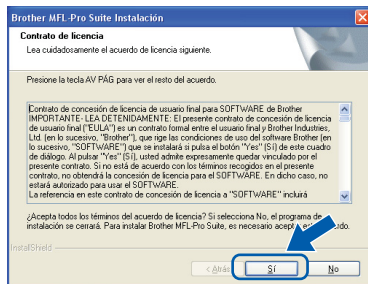 Brother MFL-Pro Suite Instalación
Contrato de licencia
Lea cuidadosamente el acuerdo de licencia siguiente.
Presione la tecla AV PÁG para ver el resto del acuerdo.
Contrato de concesión de licencia de usuario final para SOFTWARE de Brother
IMPORTANTE- LEA DETENIDAMENTE: El presente contrato de concesión de licencia
de usuario final ("EULA") es un contrato formal entre el usuario final y Brother Industries,
Ltd. (en lo sucesivo, "Brother"), que rige las condiciones de uso del software Brother (en
lo sucesivo, "SOFTWARE") que se instalará si pulsa el botón "Yes" (Sí) de este cuadro
de diálogo. Al pulsar "Yes" (Sí), usted admite expresamente quedar vinculado por el
presente contrato. Si no está de acuerdo con los términos recogidos en el presente
contrato, no obtendrá la concesión de licencia para el SOFTWARE. En dicho caso, no
estará autorizado para usar el SOFTWARE.
La referencia en este contrato de concesión de licencia a "SOFTWARE" incluirá
¿Acepta todos los términos del acuerdo de licencia? Si selecciona No, el programa de
instalación se cerrará. Para instalar Brother MFL-Pro Suite, es necesario
InstallShield
< Atrás Sí No